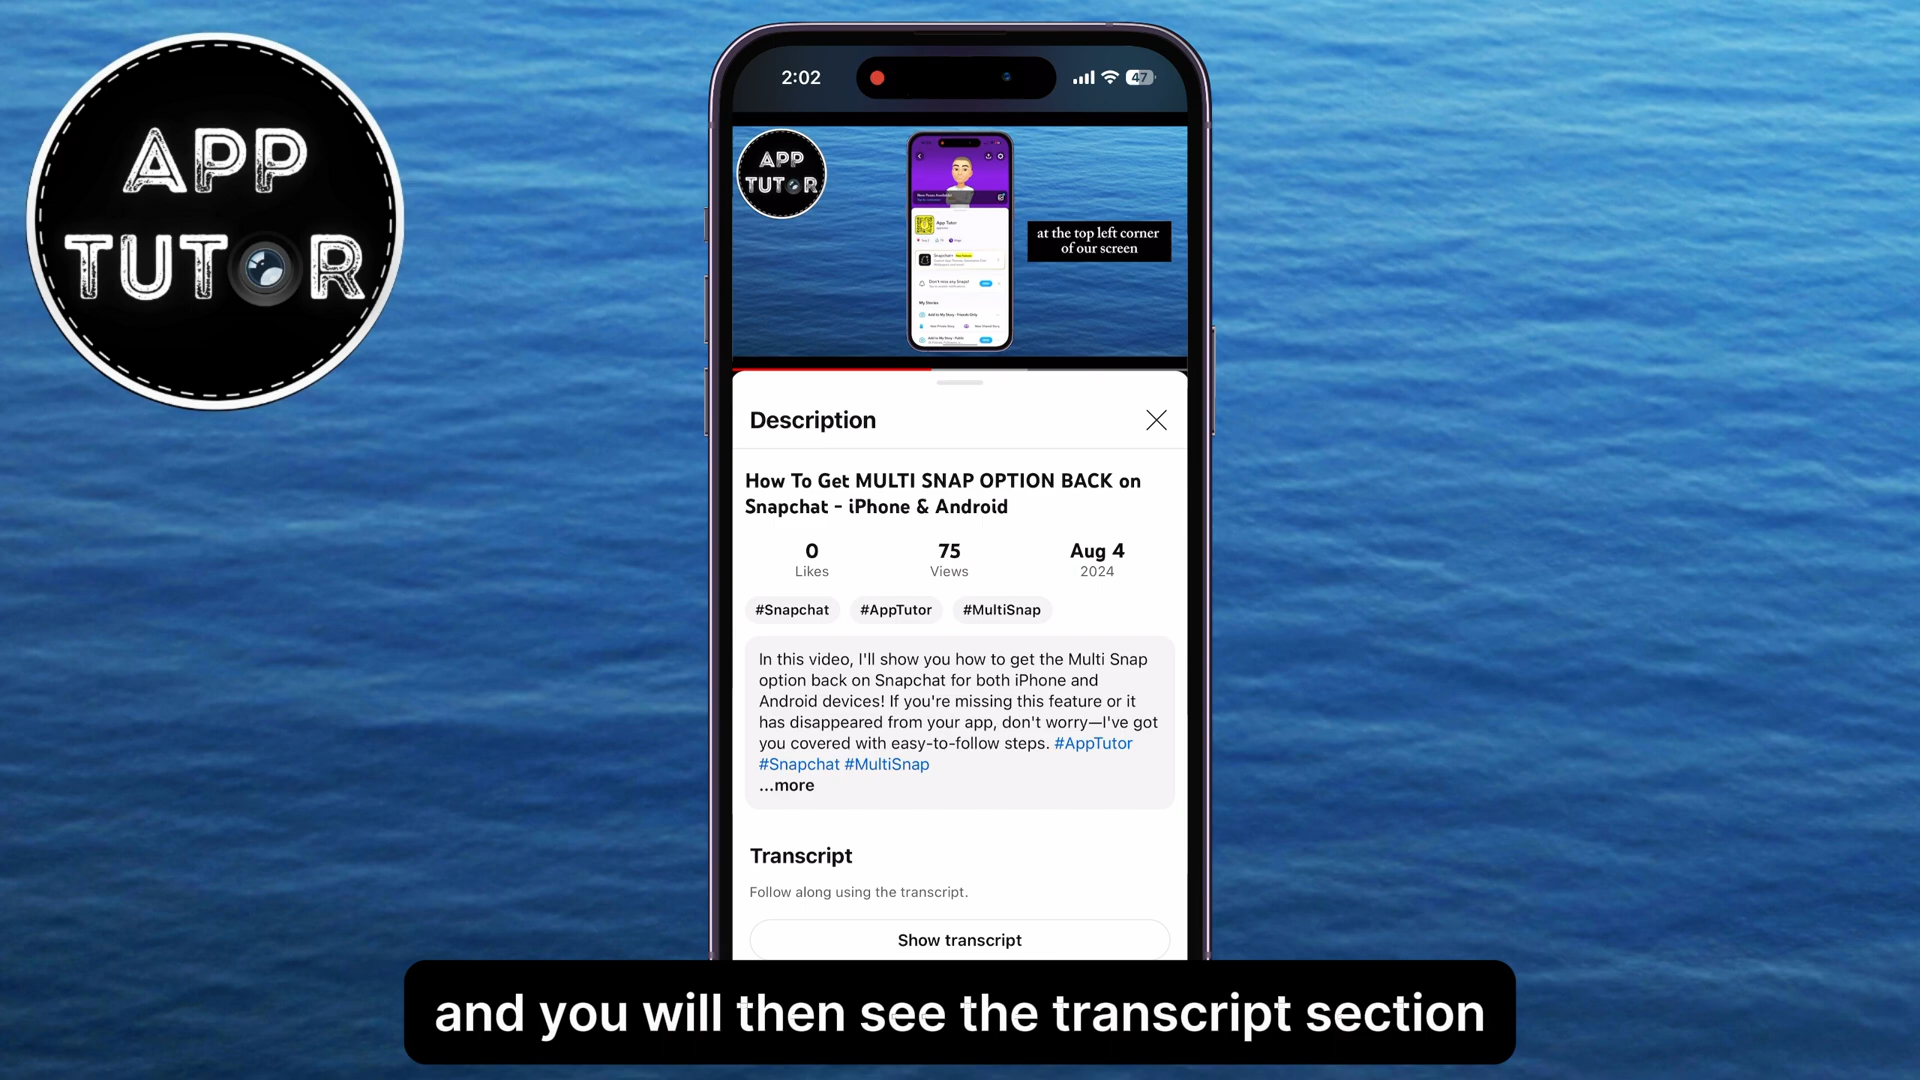 APP
TUTOR
2:02
47
APP
TUTOR
App Tutor
Snapchat+
My Stories
at the top left corner
of our screen
Description
How To Get MULTI SNAP OPTION BACK on
Snapchat - iPhone & Android
0
Likes
75
Views
Aug 4
2024
#Snapchat
#AppTutor
#MultiSnap
In this video, I'll show you how to get the Multi Snap
option back on Snapchat for both iPhone and
Android devices! If you're missing this feature or it
has disappeared from your app, don't worry—I've got
you covered with easy-to-follow steps. #AppTutor
#Snapchat #MultiSnap
...more
Transcript
Follow along using the transcript.
Show transcript
and you will then see the transcript section